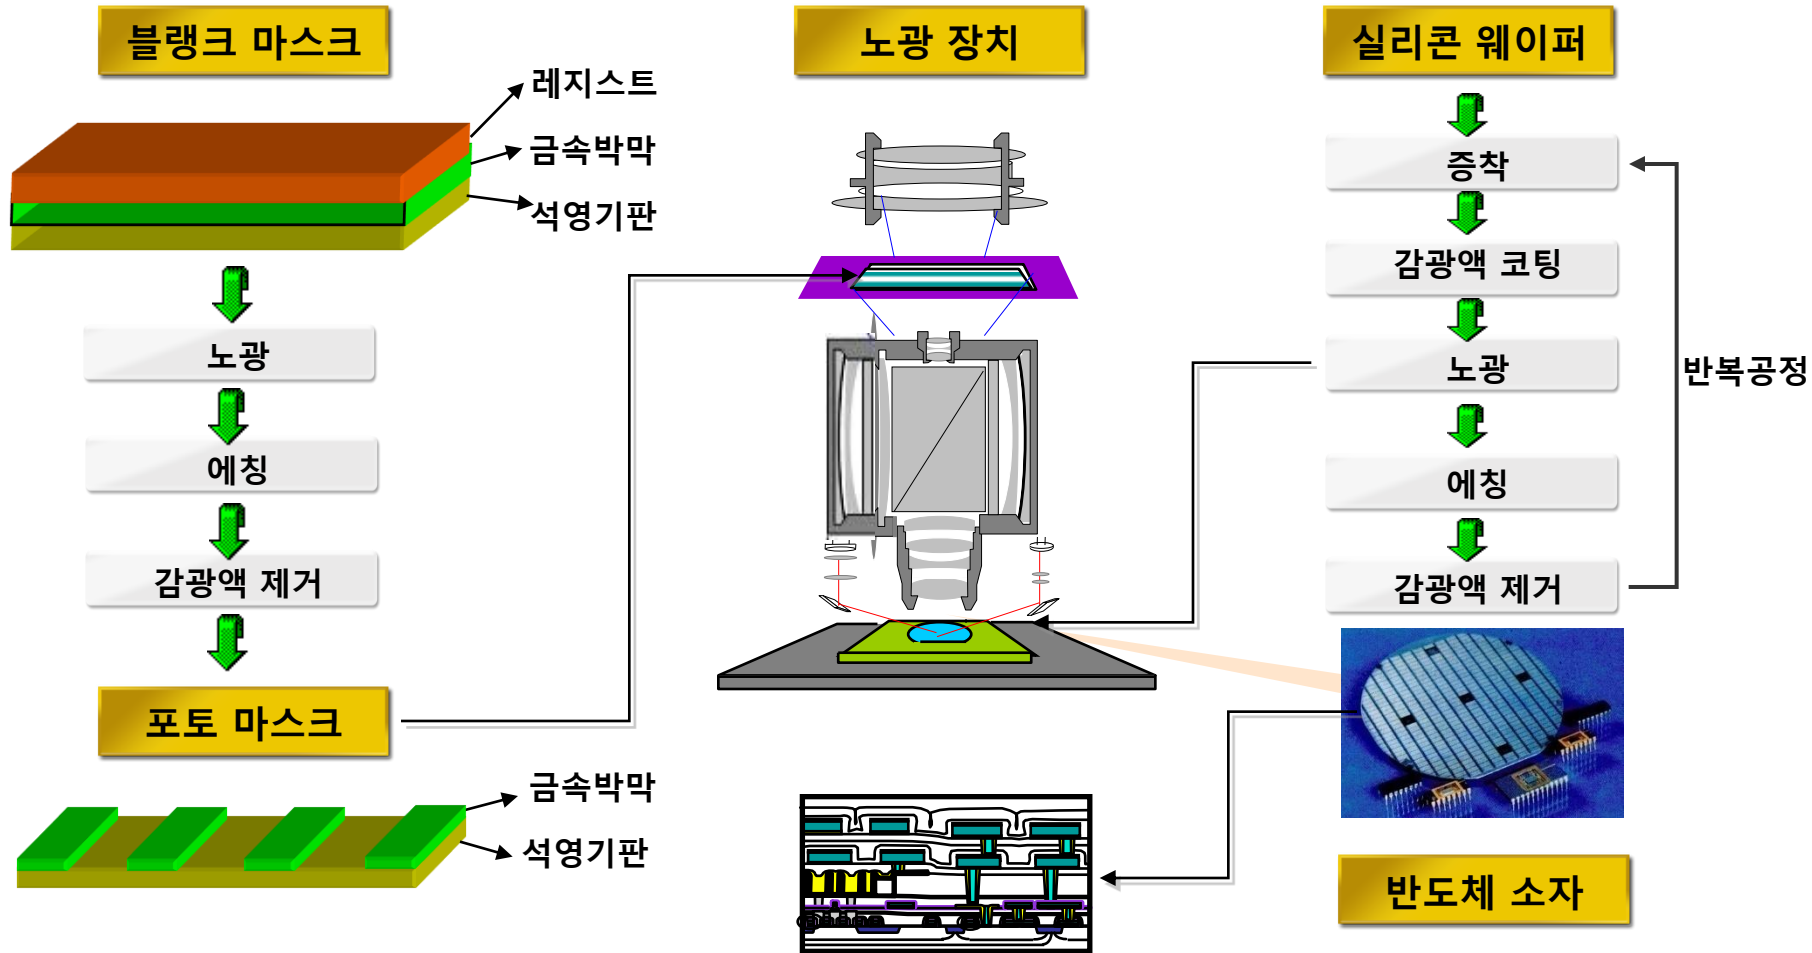 블랭크 마스크
레지스트
금속박막
석영기판
노광
에칭
감광액 제거
포토 마스크
금속박막
석영기판
노광 장치
실리콘 웨이퍼
증착
감광액 코팅
노광
에칭
감광액 제거
반복공정
반도체 소자